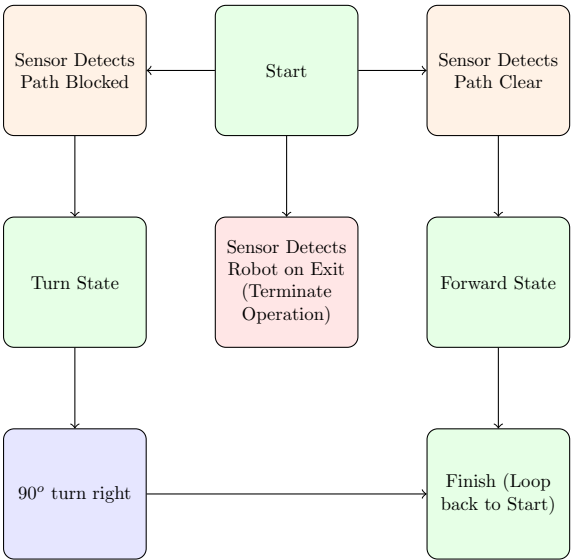 Sensor Detects
Path Blocked
Start
Sensor Detects
Path Clear
Turn State
Sensor Detects
Robot on Exit
(Terminate
Operation)
Forward State
90ᵒ turn right
Finish (Loop
back to Start)